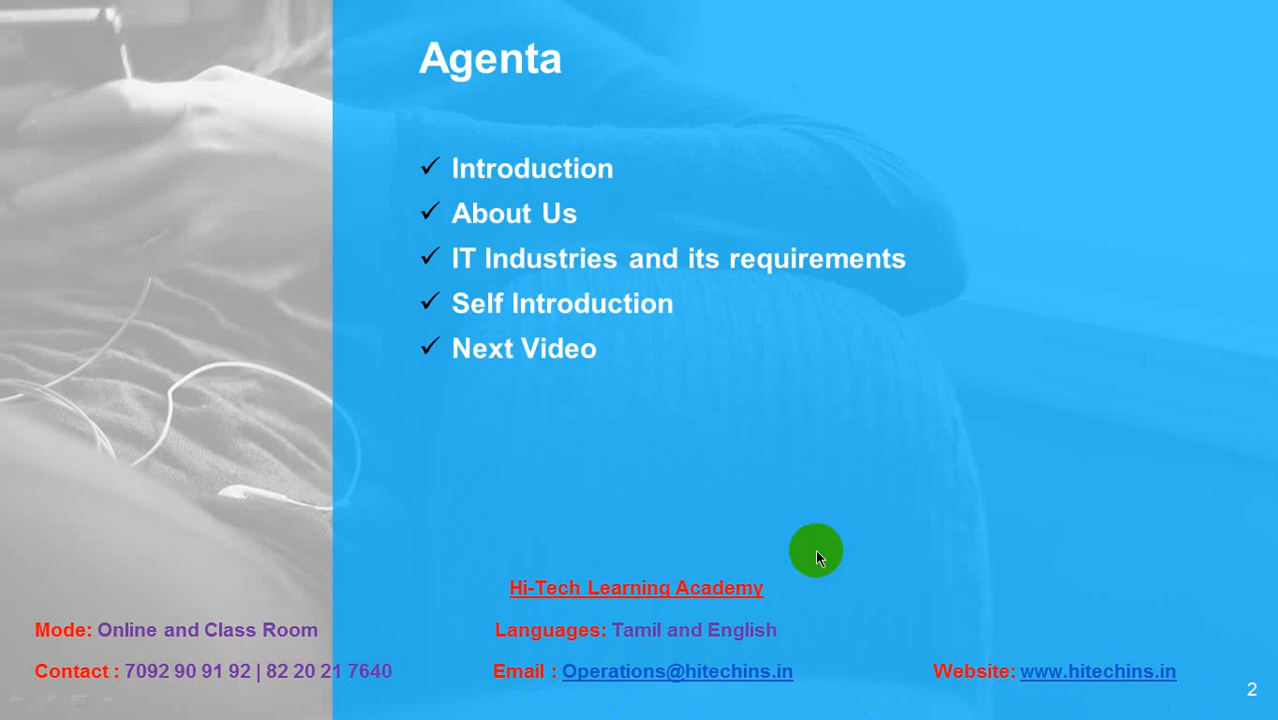 Agenta
Introduction
About Us
IT Industries and its requirements
Self Introduction
Next Video
Hi-Tech Learning Academy
Mode: Online and Class Room Languages: Tamil and English
Contact : 7092 90 91 92 | 82 20 21 7640 Email : Operations@hitechins.in Website: www.hitechins.in
2